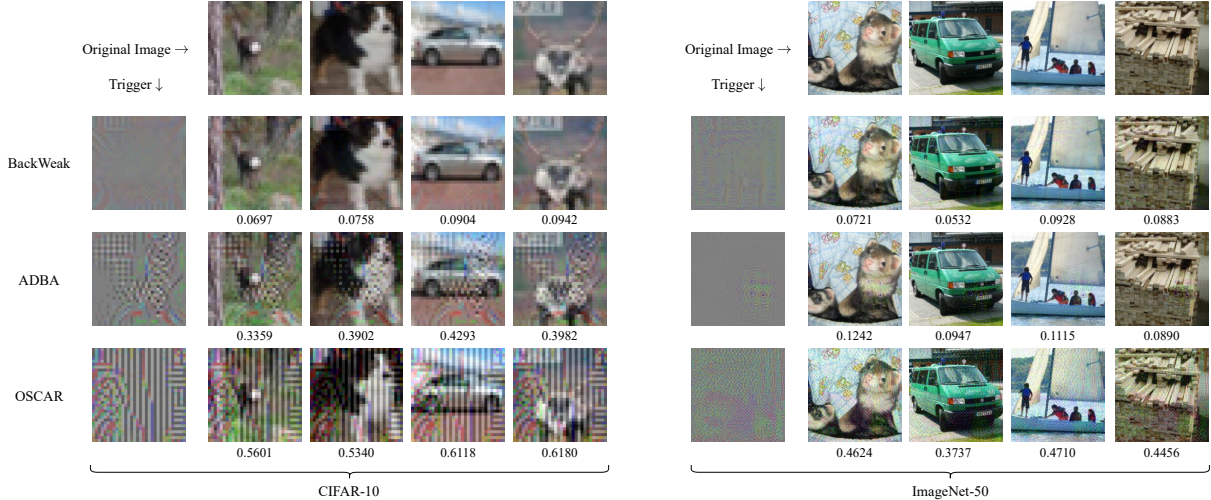 Original Image →
Trigger ↓
BackWeak
0.0697 0.0758 0.0904 0.0942
ADBA
0.3359 0.3902 0.4293 0.3982
OSCAR
0.5601 0.5340 0.6118 0.6180
CIFAR-10
Original Image →
Trigger ↓
0.0721 0.0532 0.0928 0.0883
0.1242 0.0947 0.1115 0.0890
0.4624 0.3737 0.4710 0.4456
ImageNet-50